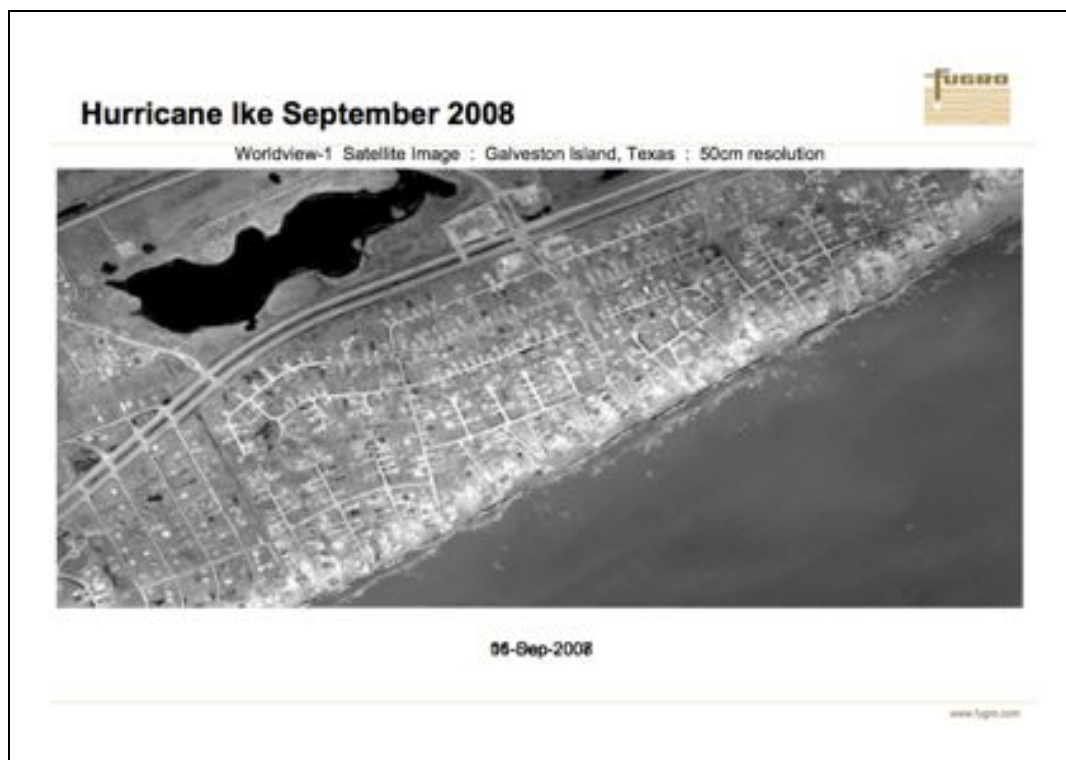 fugro
Hurricane Ike September 2008
Worldview-1 Satellite Image : Galveston Island, Texas : 50cm resolution
www.fugro.com